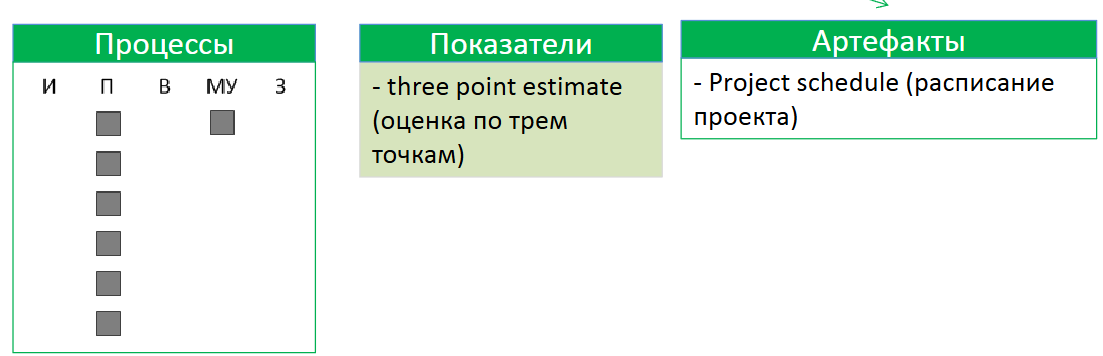 Процессы
И П В МУ З
Показатели
- three point estimate
(оценка по трем
точкам)
Артефакты
- Project schedule (расписание
проекта)